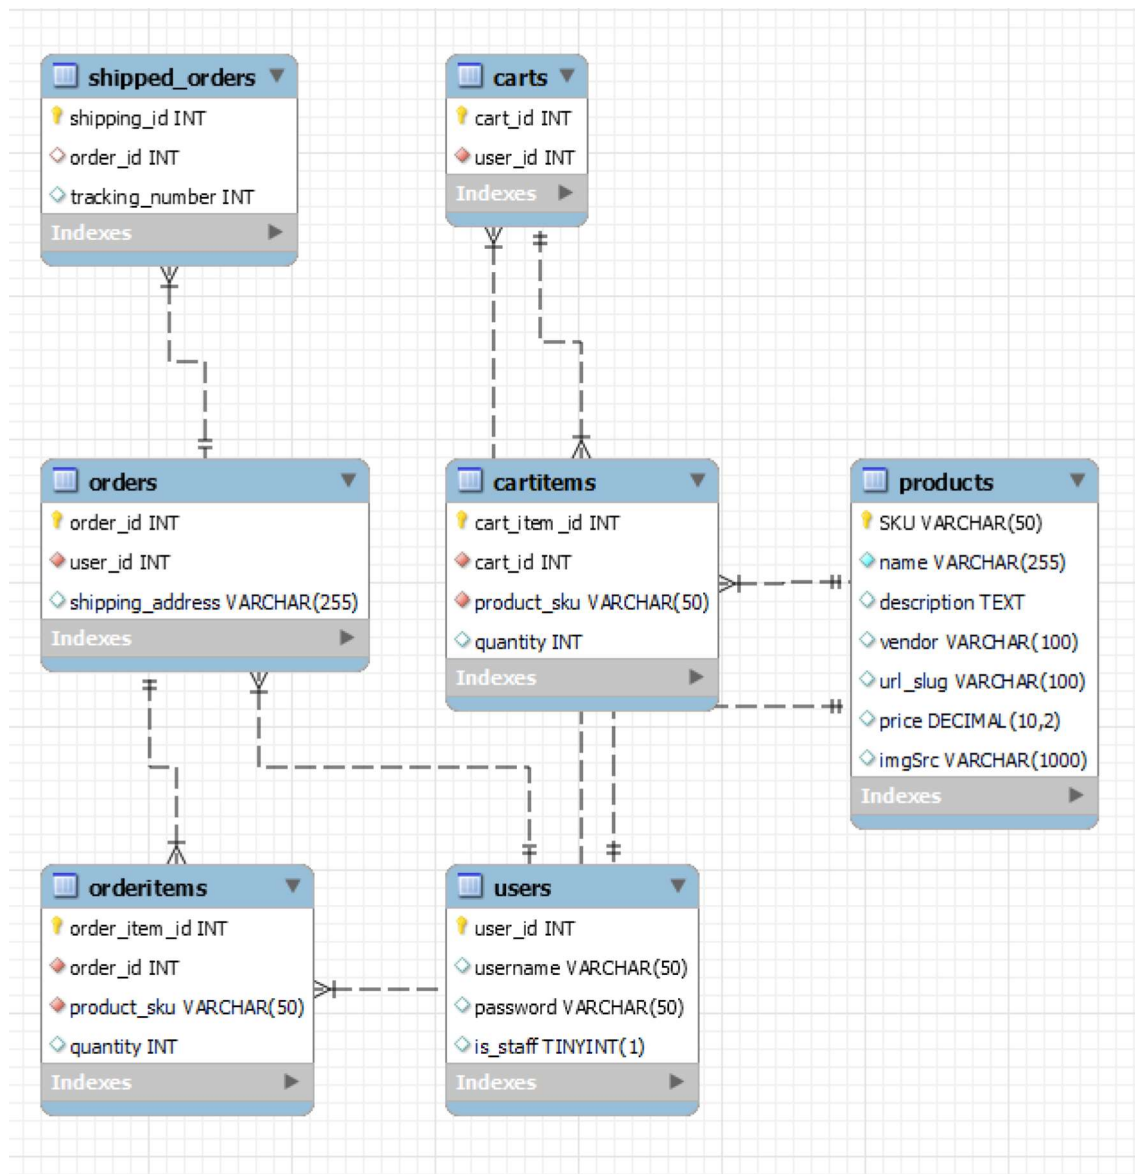 shipped_orders
shipping_id INT
order_id INT
tracking_number INT
Indexes
carts
cart_id INT
user_id INT
Indexes
orders
order_id INT
user_id INT
shipping_address VARCHAR(255)
Indexes
cartitems
cart_item_id INT
cart_id INT
product_sku VARCHAR(50)
quantity INT
Indexes
products
SKU VARCHAR(50)
name VARCHAR(255)
description TEXT
vendor VARCHAR(100)
url_slug VARCHAR(100)
price DECIMAL(10,2)
imgSrc VARCHAR(1000)
Indexes
orderitems
order_item_id INT
order_id INT
product_sku VARCHAR(50)
quantity INT
Indexes
users
user_id INT
username VARCHAR(50)
password VARCHAR(50)
is_staff TINYINT(1)
Indexes